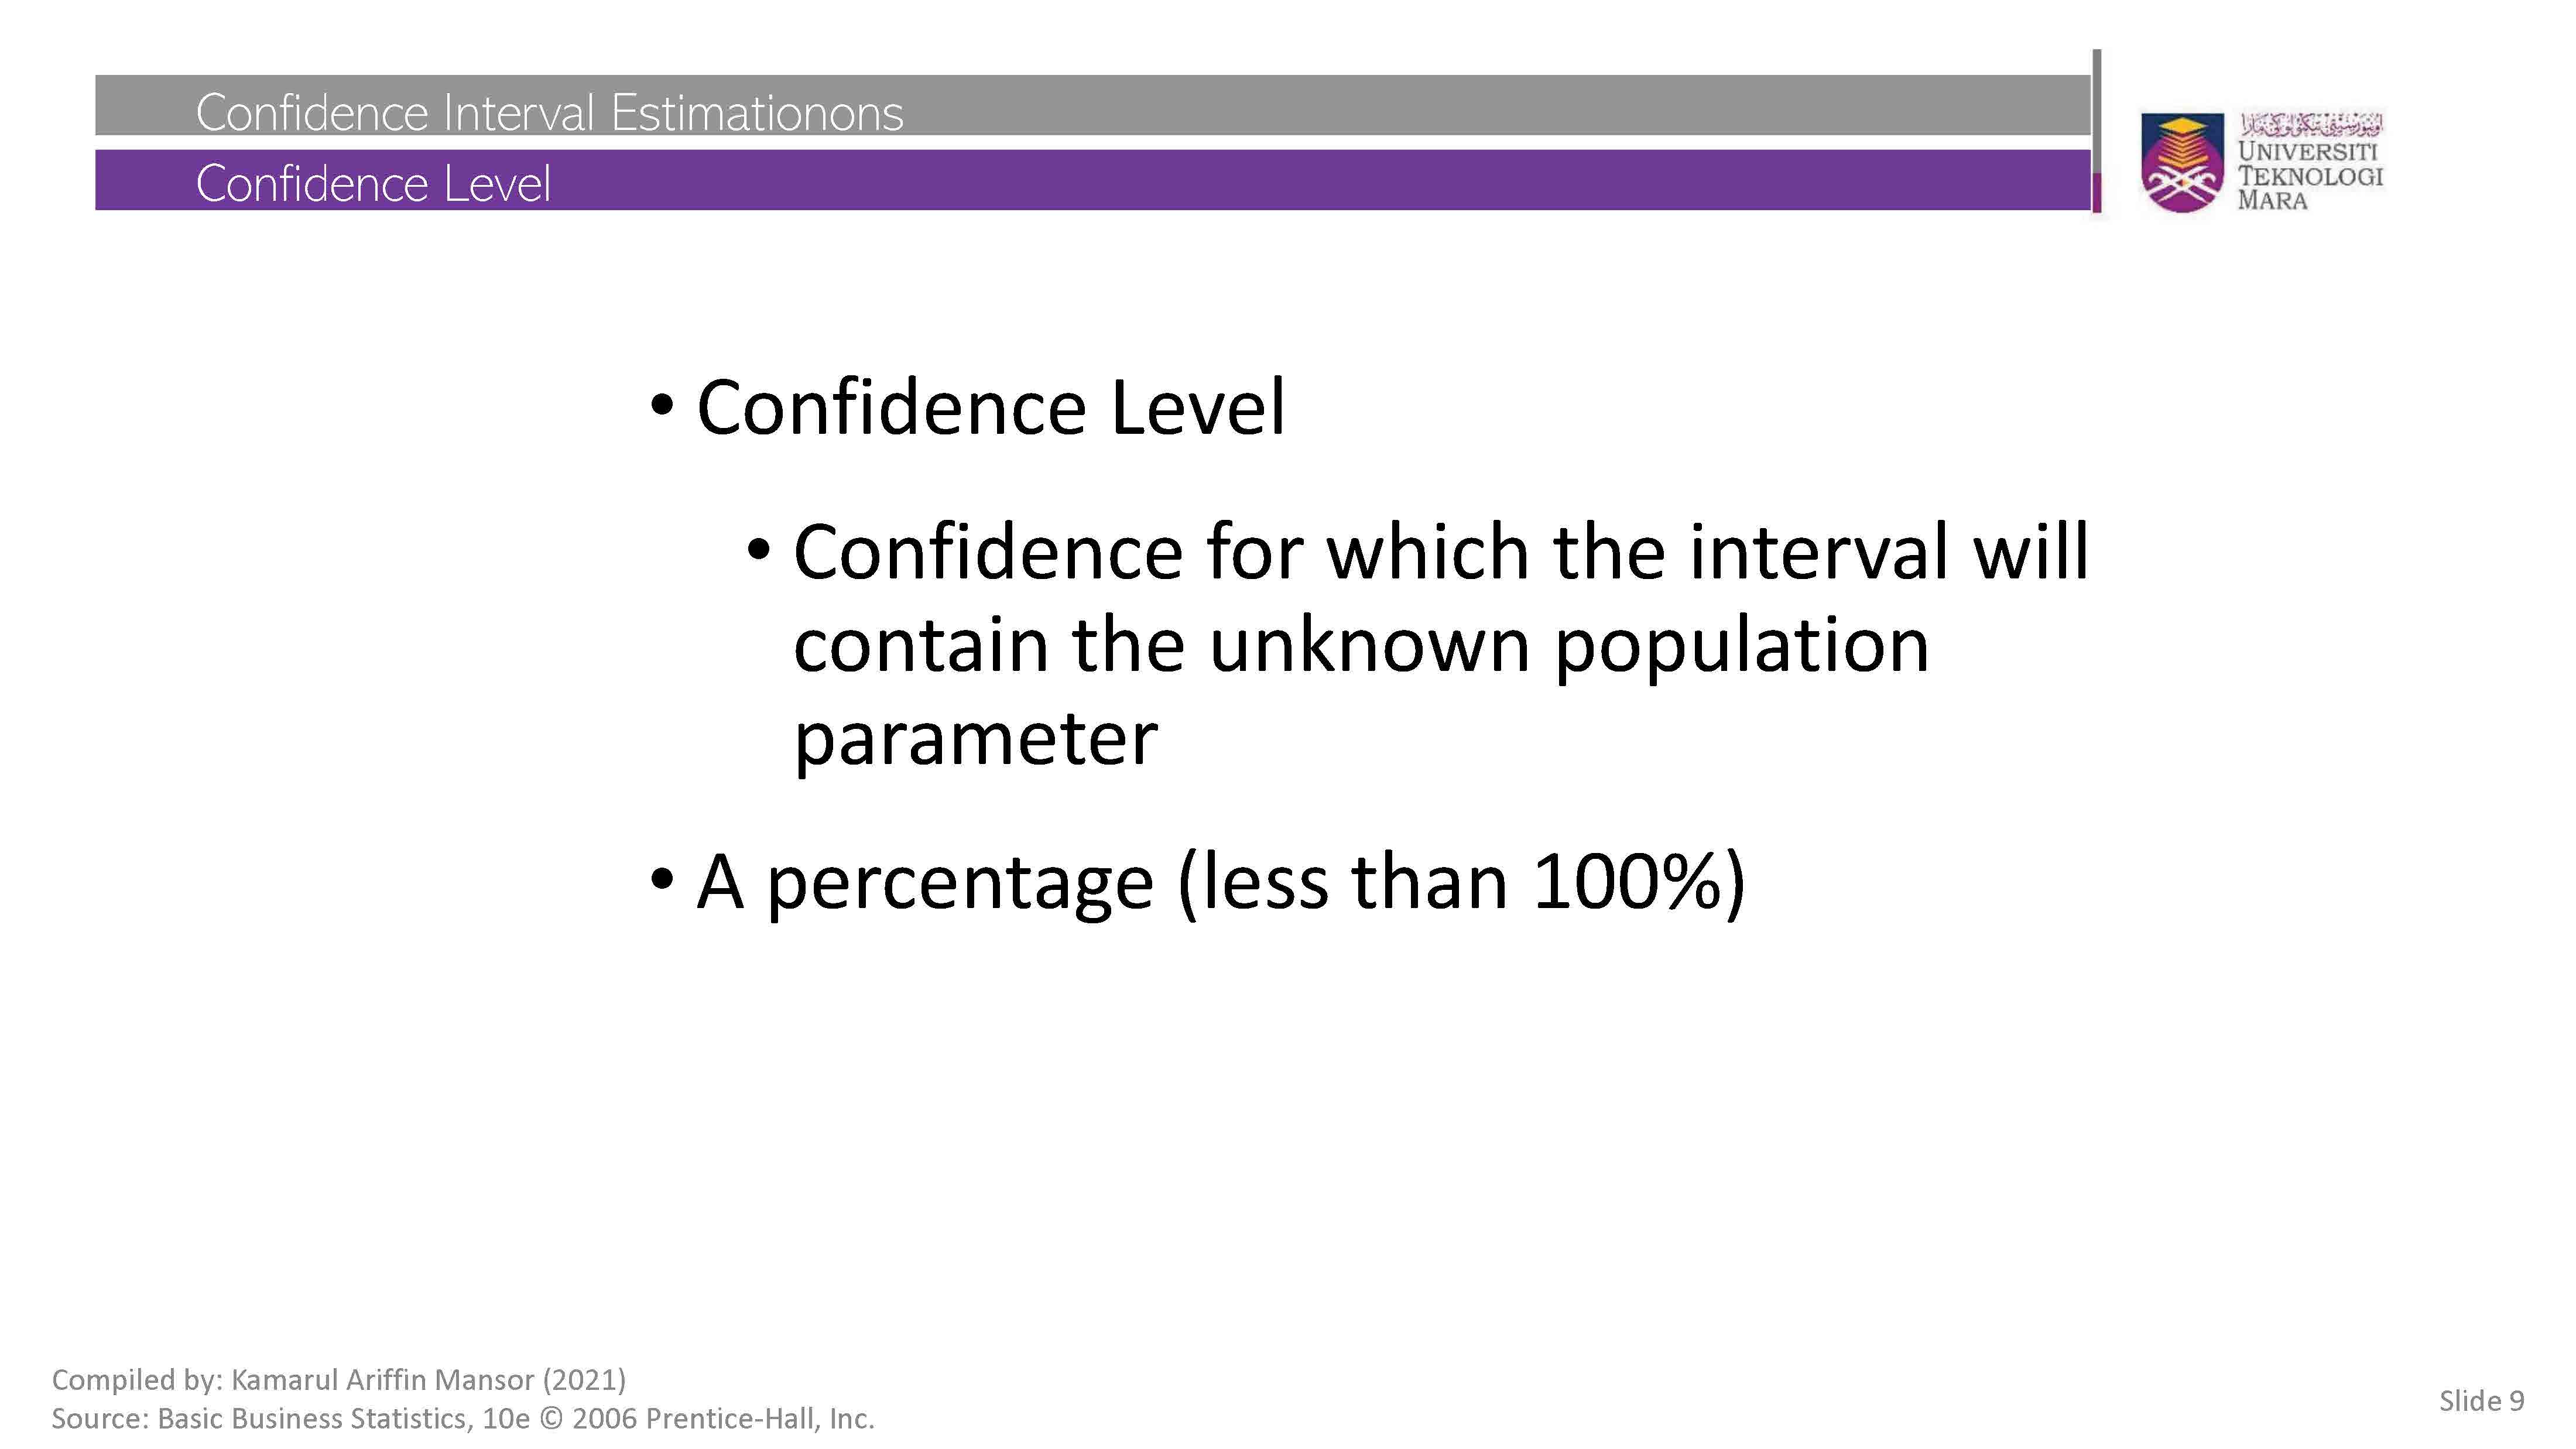 Confidence Interval Estimationons
Confidence Level
UNIVERSITI
TEKNOLOGI
MARA
• Confidence Level
• Confidence for which the interval will
contain the unknown population
parameter
• A percentage (less than 100%)
Compiled by: Kamarul Ariffin Mansor (2021)
Source: Basic Business Statistics, 10e © 2006 Prentice-Hall, Inc.
Slide 9